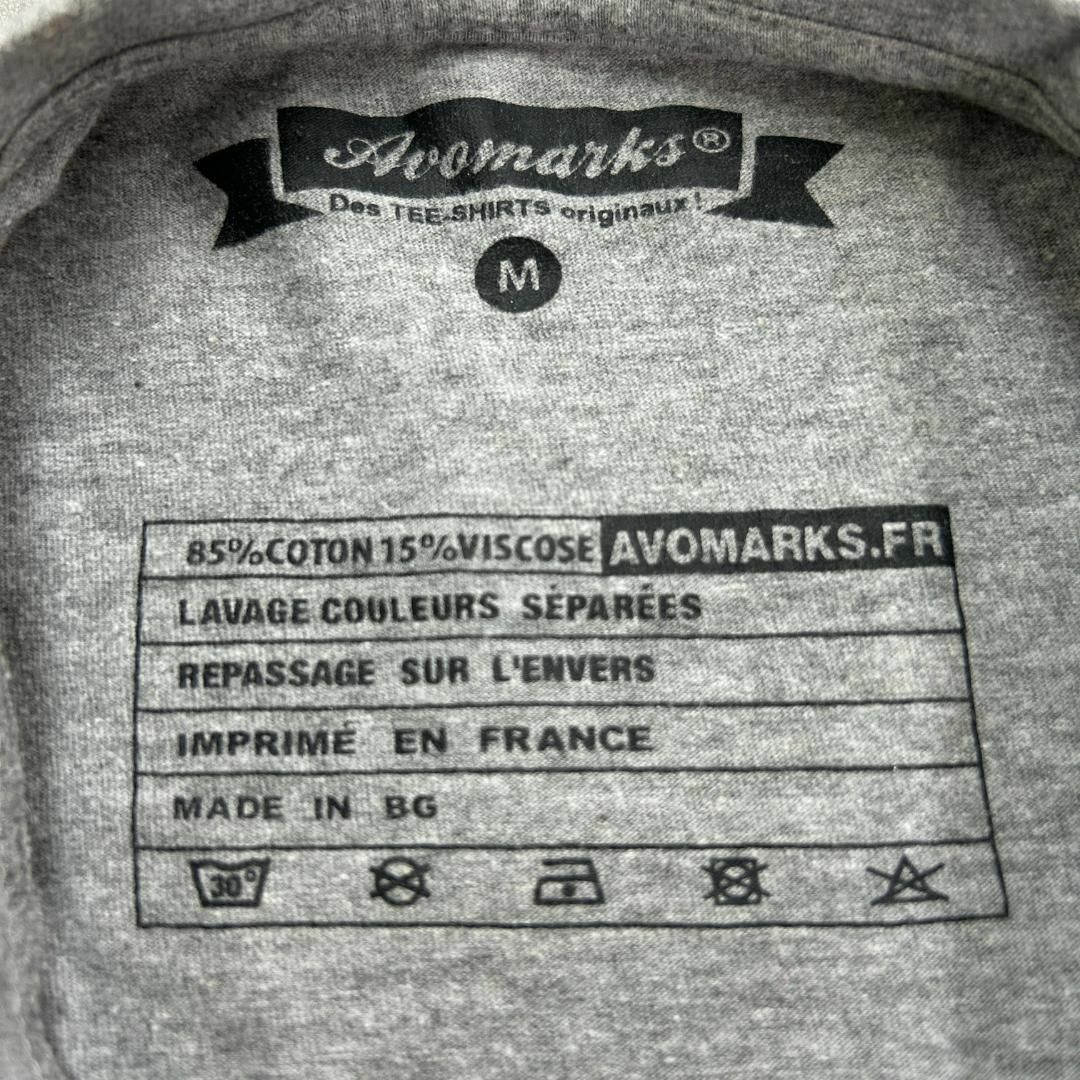 Avomarks®
Des TEE-SHIRTS originaux !
M
85%COTON 15%VISCOSE AVOMARKS.FR
LAVAGE COULEURS SÉPARÉES
REPASSAGE SUR L'ENVERS
IMPRIMÉ EN FRANCE
MADE IN BG
30°